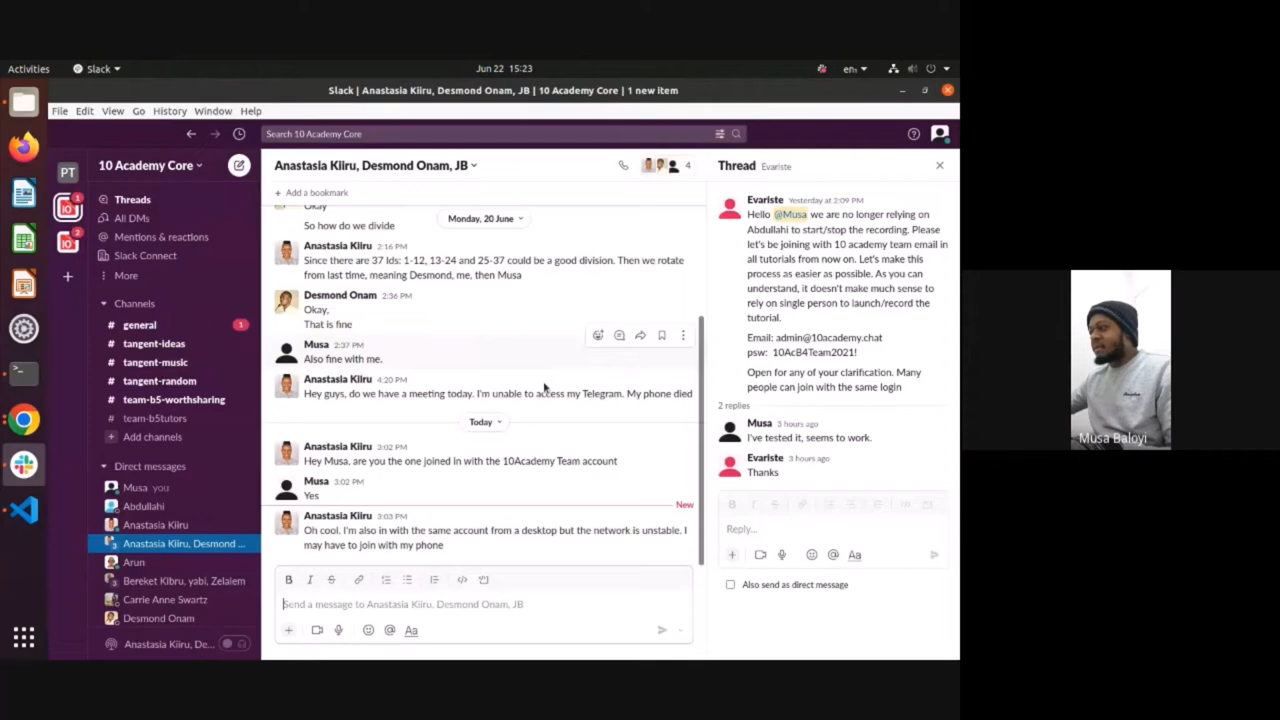 Activities
Slack
Jun 22 15:23
en₁
Slack | Anastasia Kiiru, Desmond Onam, JB | 10 Academy Core | 1 new item
File Edit View Go History Window Help
Search 10 Academy Core
PT
1
2
10 Academy Core
Threads
All DMs
Mentions & reactions
Slack Connect
More
Channels
# general 1
# tangent-ideas
# tangent-music
# tangent-random
# team-b5-worthsharing
# team-b5tutors
+ Add channels
Direct messages
Musa you
Abdullahi
Anastasia Kiiru
3 Anastasia Kiiru, Desmond ...
Arun
3 Bereket Kibru, yabi, Zelalem
Carrie Anne Swartz
Desmond Onam
Anastasia Kiiru, De...
Anastasia Kiiru, Desmond Onam, JB
4
+ Add a bookmark
Okay
Monday, 20 June
So how do we divide
Anastasia Kiiru 2:16 PM
Since there are 37 Ids: 1-12, 13-24 and 25-37 could be a good division. Then we rotate
from last time, meaning Desmond, me, then Musa
Desmond Onam 2:36 PM
Okay,
That is fine
Musa 2:37 PM
Also fine with me.
Anastasia Kiiru 4:20 PM
Hey guys, do we have a meeting today. I'm unable to access my Telegram. My phone died
Today
Anastasia Kiiru 3:02 PM
Hey Musa, are you the one joined in with the 10Academy Team account
Musa 3:02 PM
Yes
New
Anastasia Kiiru 3:03 PM
Oh cool. I'm also in with the same account from a desktop but the network is unstable. I
may have to join with my phone
B I S
Send a message to Anastasia Kiiru, Desmond Onam, JB
+ Aa
Thread Evariste
Evariste Yesterday at 2:09 PM
Hello @Musa we are no longer relying on
Abdullahi to start/stop the recording. Please
let's be joining with 10 academy team email in
all tutorials from now on. Let's make this
process as easier as possible. As you can
understand, it doesn't make much sense to
rely on single person to launch/record the
tutorial.
Email: admin@10academy.chat
psw: 10AcB4Team2021!
Open for any of your clarification. Many
people can join with the same login
2 replies
Musa 3 hours ago
I've tested it, seems to work.
Evariste 3 hours ago
Thanks
B I S
Reply...
+ Aa
Also send as direct message
Musa Baloyi